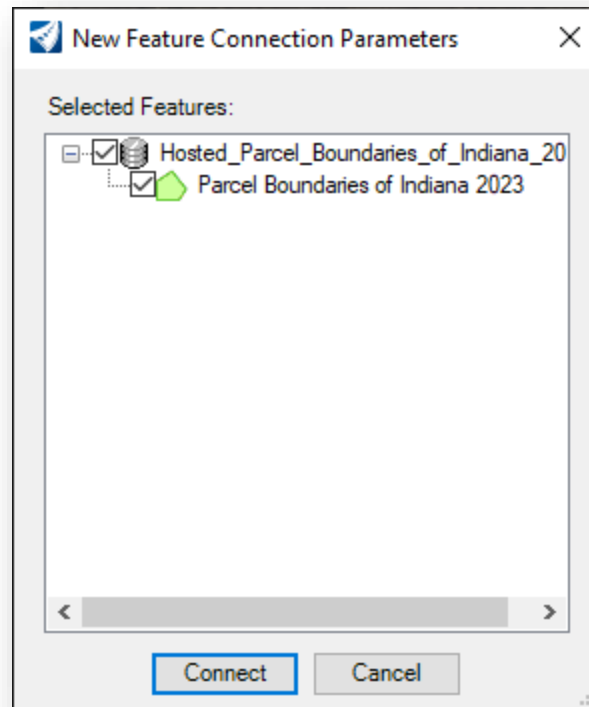 New Feature Connection Parameters
Selected Features:
Hosted_Parcel_Boundaries_of_Indiana_20
Parcel Boundaries of Indiana 2023
Connect
Cancel